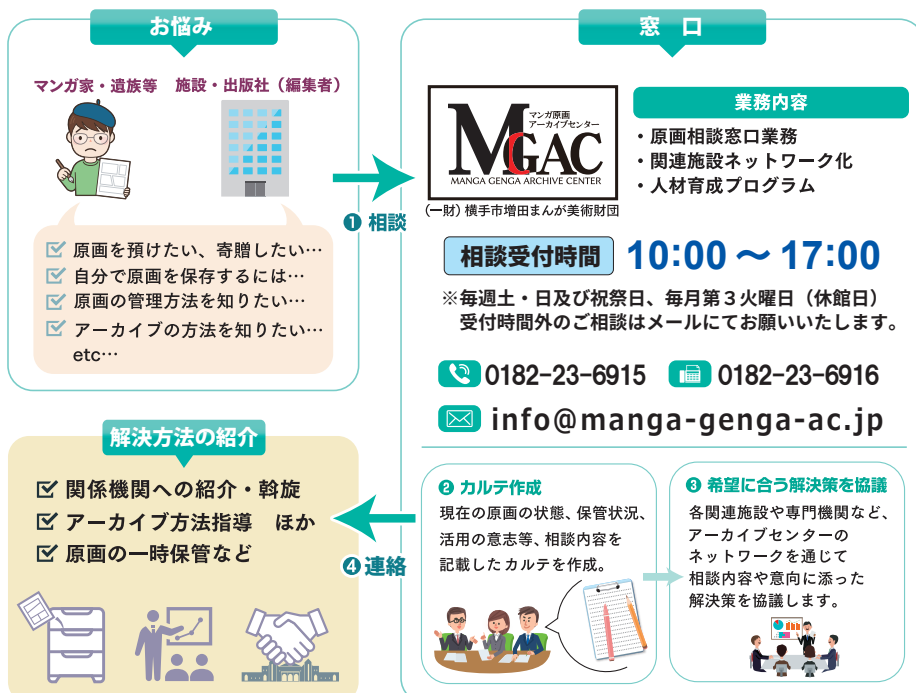 お悩み
マンガ家・遺族等
施設・出版社（編集者）
原画を預けたい、寄贈したい…
自分で原画を保存するには…
原画の管理方法を知りたい…
アーカイブの方法を知りたい…
etc…
❶ 相談
窓　口
マンガ原画
アーカイブセンター
MGAC
MANGA GENGA ARCHIVE CENTER
（一財）横手市増田まんが美術財団
業務内容
・原画相談窓口業務
・関連施設ネットワーク化
・人材育成プログラム
相談受付時間 10:00 〜 17:00
※毎週土・日及び祝祭日、毎月第３火曜日（休館日）
受付時間外のご相談はメールにてお願いいたします。
0182-23-6915 0182-23-6916
info@manga-genga-ac.jp
❷ カルテ作成
現在の原画の状態、保管状況、
活用の意志等、相談内容を
記載したカルテを作成。
❸ 希望に合う解決策を協議
各関連施設や専門機関など、
アーカイブセンターの
ネットワークを通じて
相談内容や意向に添った
解決策を協議します。
❹ 連絡
解決方法の紹介
関係機関への紹介・斡旋
アーカイブ方法指導　ほか
原画の一時保管など